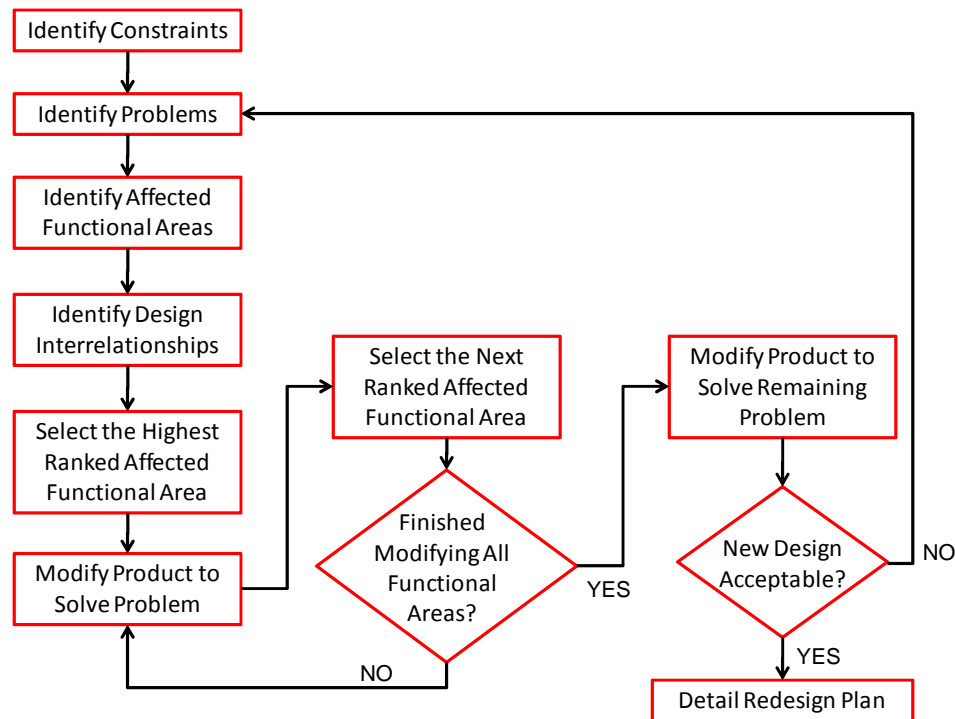 Identify Constraints
Identify Problems
Identify Affected
Functional Areas
Identify Design
Interrelationships
Select the Highest
Ranked Affected
Functional Area
Modify Product to
Solve Problem
Select the Next
Ranked Affected
Functional Area
Finished
Modifying All
Functional
Areas?
NO
YES
Modify Product to
Solve Remaining
Problem
New Design
Acceptable?
NO
YES
Detail Redesign Plan